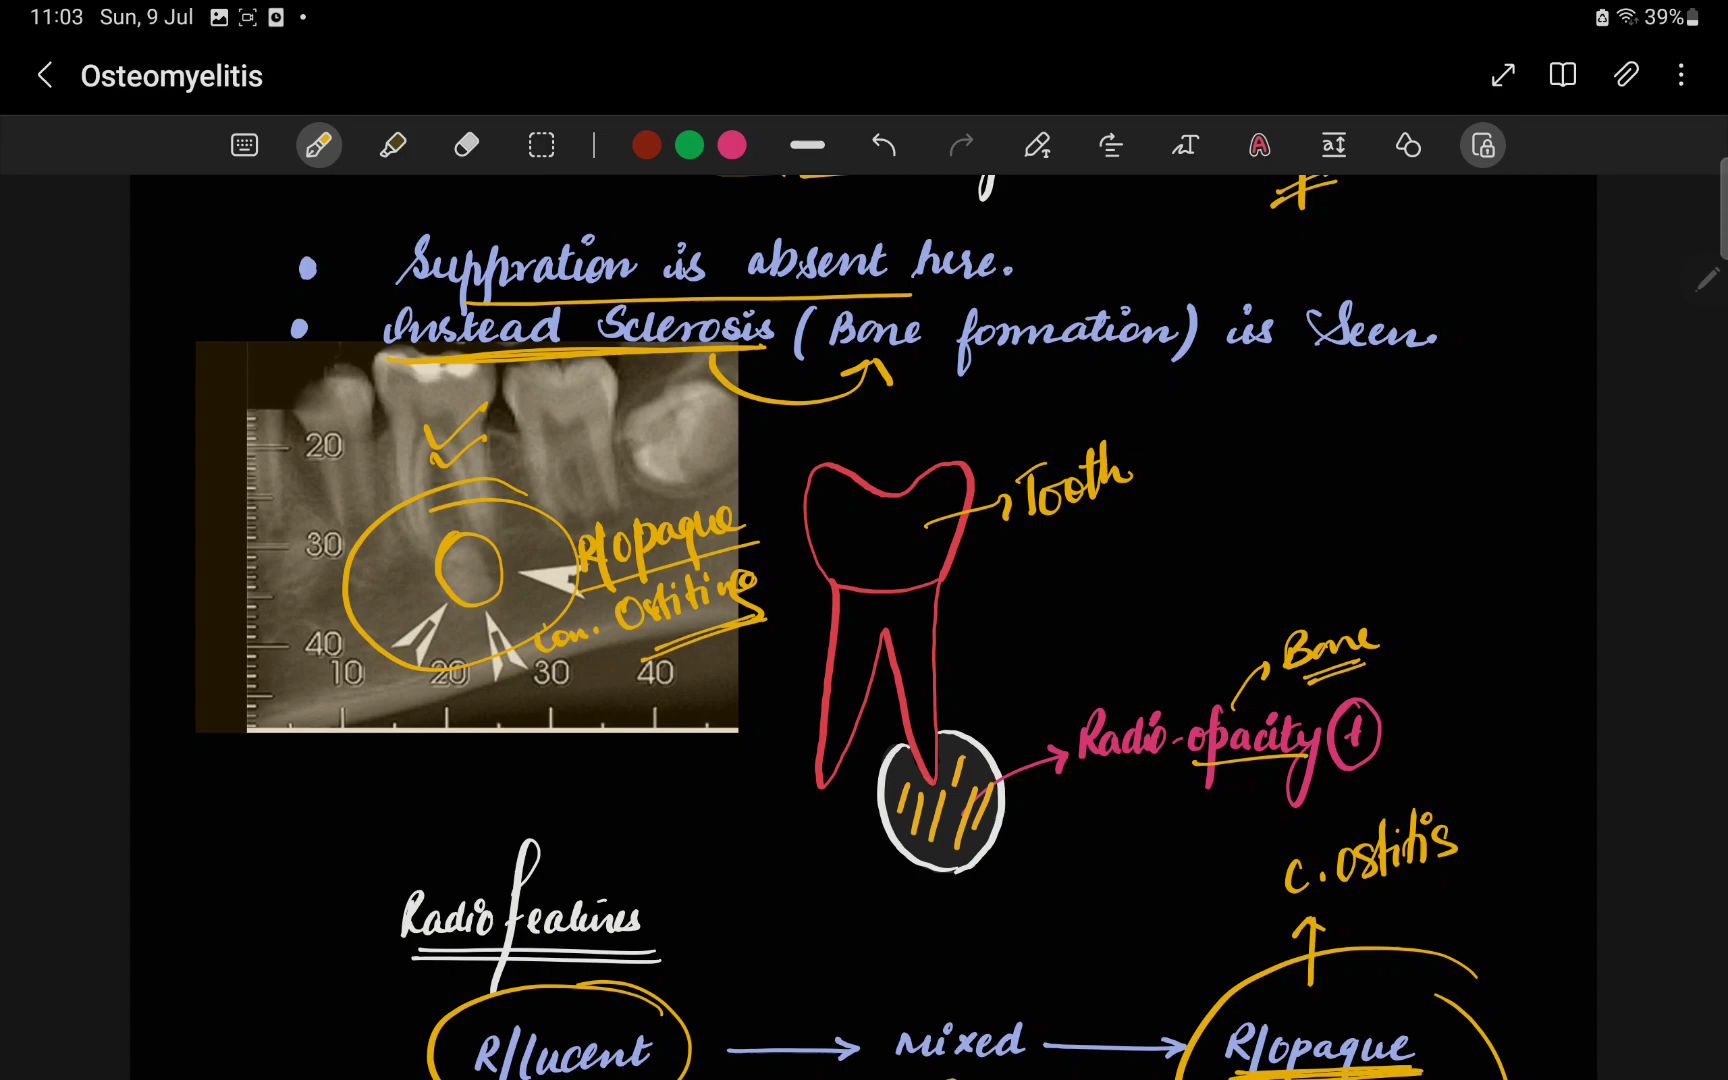 11:03 Sun, 9 Jul
39%
Osteomyelitis
Suppration is absent here.
Instead Sclerosis (Bone formation) is Seen.
20
30
40
10 20 30 40
R/opaque
con. Ostitis
Tooth
Bone
Radio-opacity +
C. ostitis
Radio features
R/lucent → mixed → R/opaque